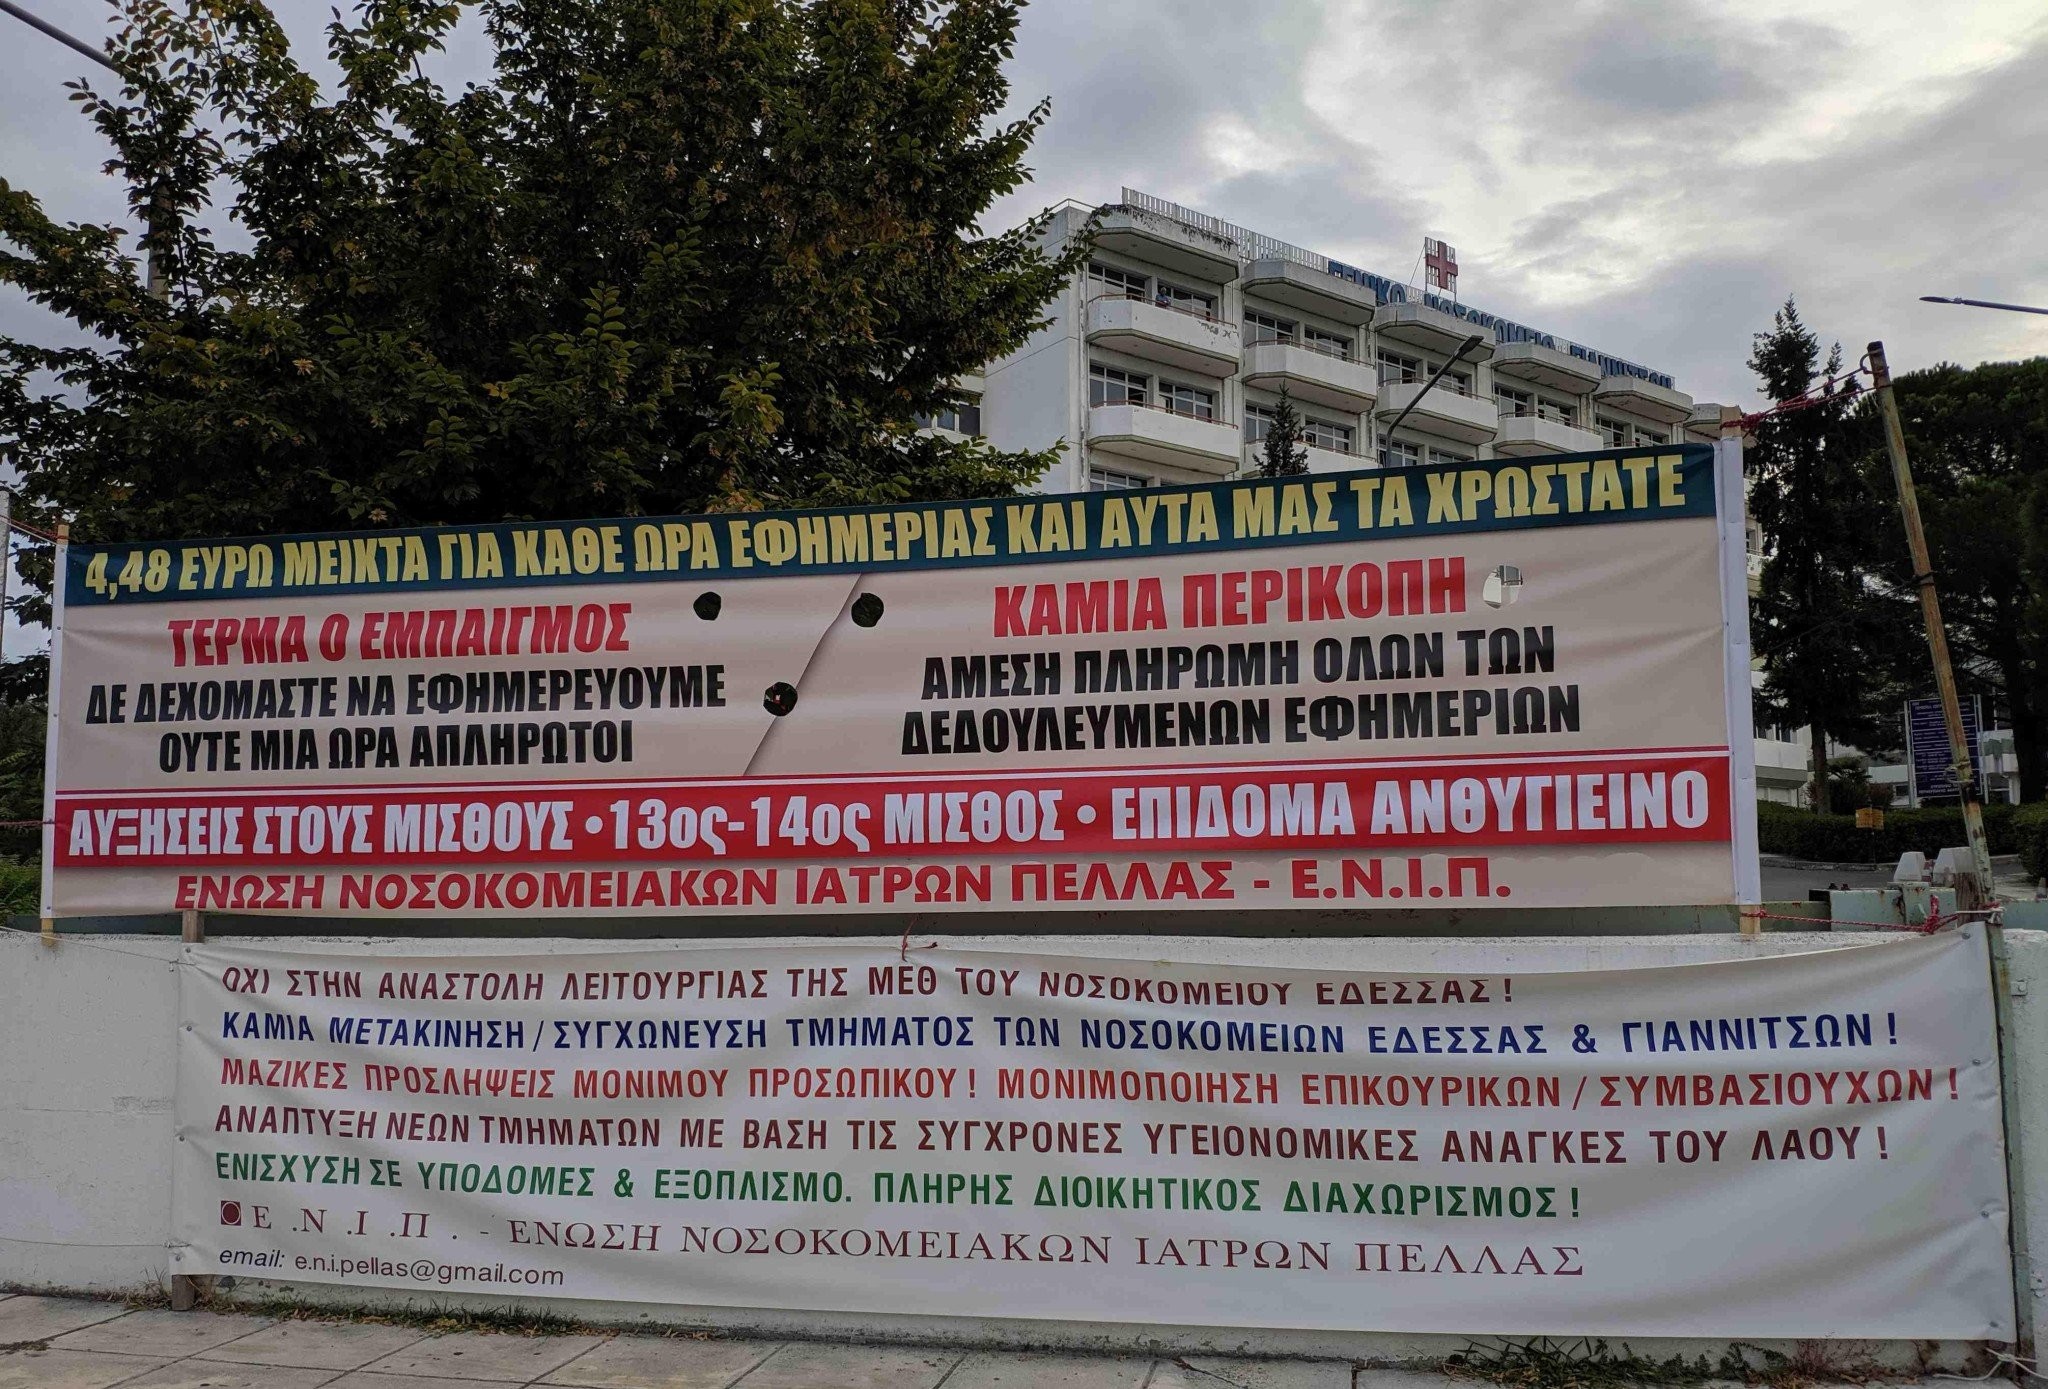 ΓΕΝΙΚΟ ΝΟΣΟΚΟΜΕΙΟ ΓΙΑΝΝΙΤΣΩΝ
4,48 ΕΥΡΩ ΜΕΙΚΤΑ ΓΙΑ ΚΑΘΕ ΩΡΑ ΕΦΗΜΕΡΙΑΣ ΚΑΙ ΑΥΤΑ ΜΑΣ ΤΑ ΧΡΩΣΤΑΤΕ
ΤΕΡΜΑ Ο ΕΜΠΑΙΓΜΟΣ
ΔΕ ΔΕΧΟΜΑΣΤΕ ΝΑ ΕΦΗΜΕΡΕΥΟΥΜΕ
ΟΥΤΕ ΜΙΑ ΩΡΑ ΑΠΛΗΡΩΤΟΙ
ΚΑΜΙΑ ΠΕΡΙΚΟΠΗ
ΑΜΕΣΗ ΠΛΗΡΩΜΗ ΟΛΩΝ ΤΩΝ
ΔΕΔΟΥΛΕΥΜΕΝΩΝ ΕΦΗΜΕΡΙΩΝ
ΑΥΞΗΣΕΙΣ ΣΤΟΥΣ ΜΙΣΘΟΥΣ • 13ος-14ος ΜΙΣΘΟΣ • ΕΠΙΔΟΜΑ ΑΝΘΥΓΙΕΙΝΟ
ΕΝΩΣΗ ΝΟΣΟΚΟΜΕΙΑΚΩΝ ΙΑΤΡΩΝ ΠΕΛΛΑΣ - Ε.Ν.Ι.Π.
ΟΧΙ ΣΤΗΝ ΑΝΑΣΤΟΛΗ ΛΕΙΤΟΥΡΓΙΑΣ ΤΗΣ ΜΕΘ ΤΟΥ ΝΟΣΟΚΟΜΕΙΟΥ ΕΔΕΣΣΑΣ !
ΚΑΜΙΑ ΜΕΤΑΚΙΝΗΣΗ / ΣΥΓΧΩΝΕΥΣΗ ΤΜΗΜΑΤΟΣ ΤΩΝ ΝΟΣΟΚΟΜΕΙΩΝ ΕΔΕΣΣΑΣ & ΓΙΑΝΝΙΤΣΩΝ !
ΜΑΖΙΚΕΣ ΠΡΟΣΛΗΨΕΙΣ ΜΟΝΙΜΟΥ ΠΡΟΣΩΠΙΚΟΥ ! ΜΟΝΙΜΟΠΟΙΗΣΗ ΕΠΙΚΟΥΡΙΚΩΝ / ΣΥΜΒΑΣΙΟΥΧΩΝ !
ΑΝΑΠΤΥΞΗ ΝΕΩΝ ΤΜΗΜΑΤΩΝ ΜΕ ΒΑΣΗ ΤΙΣ ΣΥΓΧΡΟΝΕΣ ΥΓΕΙΟΝΟΜΙΚΕΣ ΑΝΑΓΚΕΣ ΤΟΥ ΛΑΟΥ !
ΕΝΙΣΧΥΣΗ ΣΕ ΥΠΟΔΟΜΕΣ & ΕΞΟΠΛΙΣΜΟ. ΠΛΗΡΗΣ ΔΙΟΙΚΗΤΙΚΟΣ ΔΙΑΧΩΡΙΣΜΟΣ !
Ε .Ν .Ι .Π . - ΕΝΩΣΗ ΝΟΣΟΚΟΜΕΙΑΚΩΝ ΙΑΤΡΩΝ ΠΕΛΛΑΣ
email: e.n.i.pellas@gmail.com